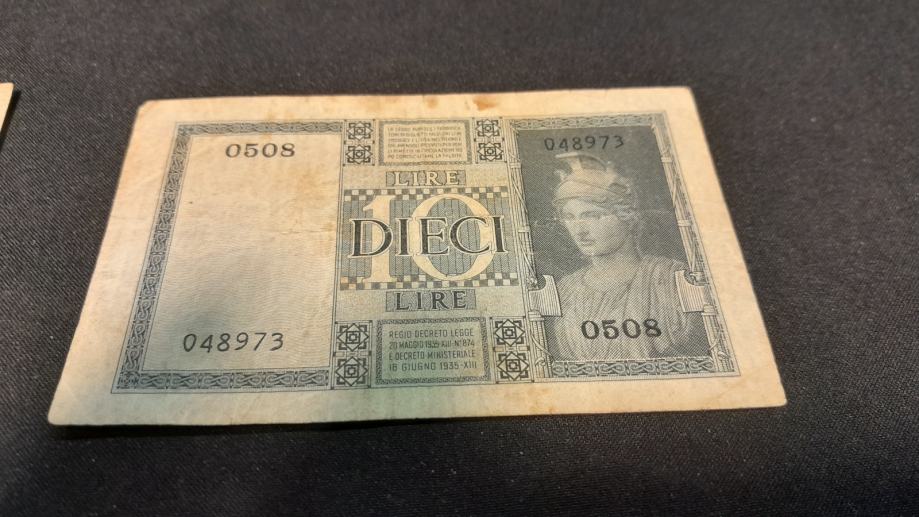 0508
048973
LIRE
10
DIECI
LIRE
REGIO DECRETO LEGGE
20 MAGGIO 1935-XIII-N°874
E DECRETO MINISTERIALE
18 GIUGNO 1935-XIII
048973
0508